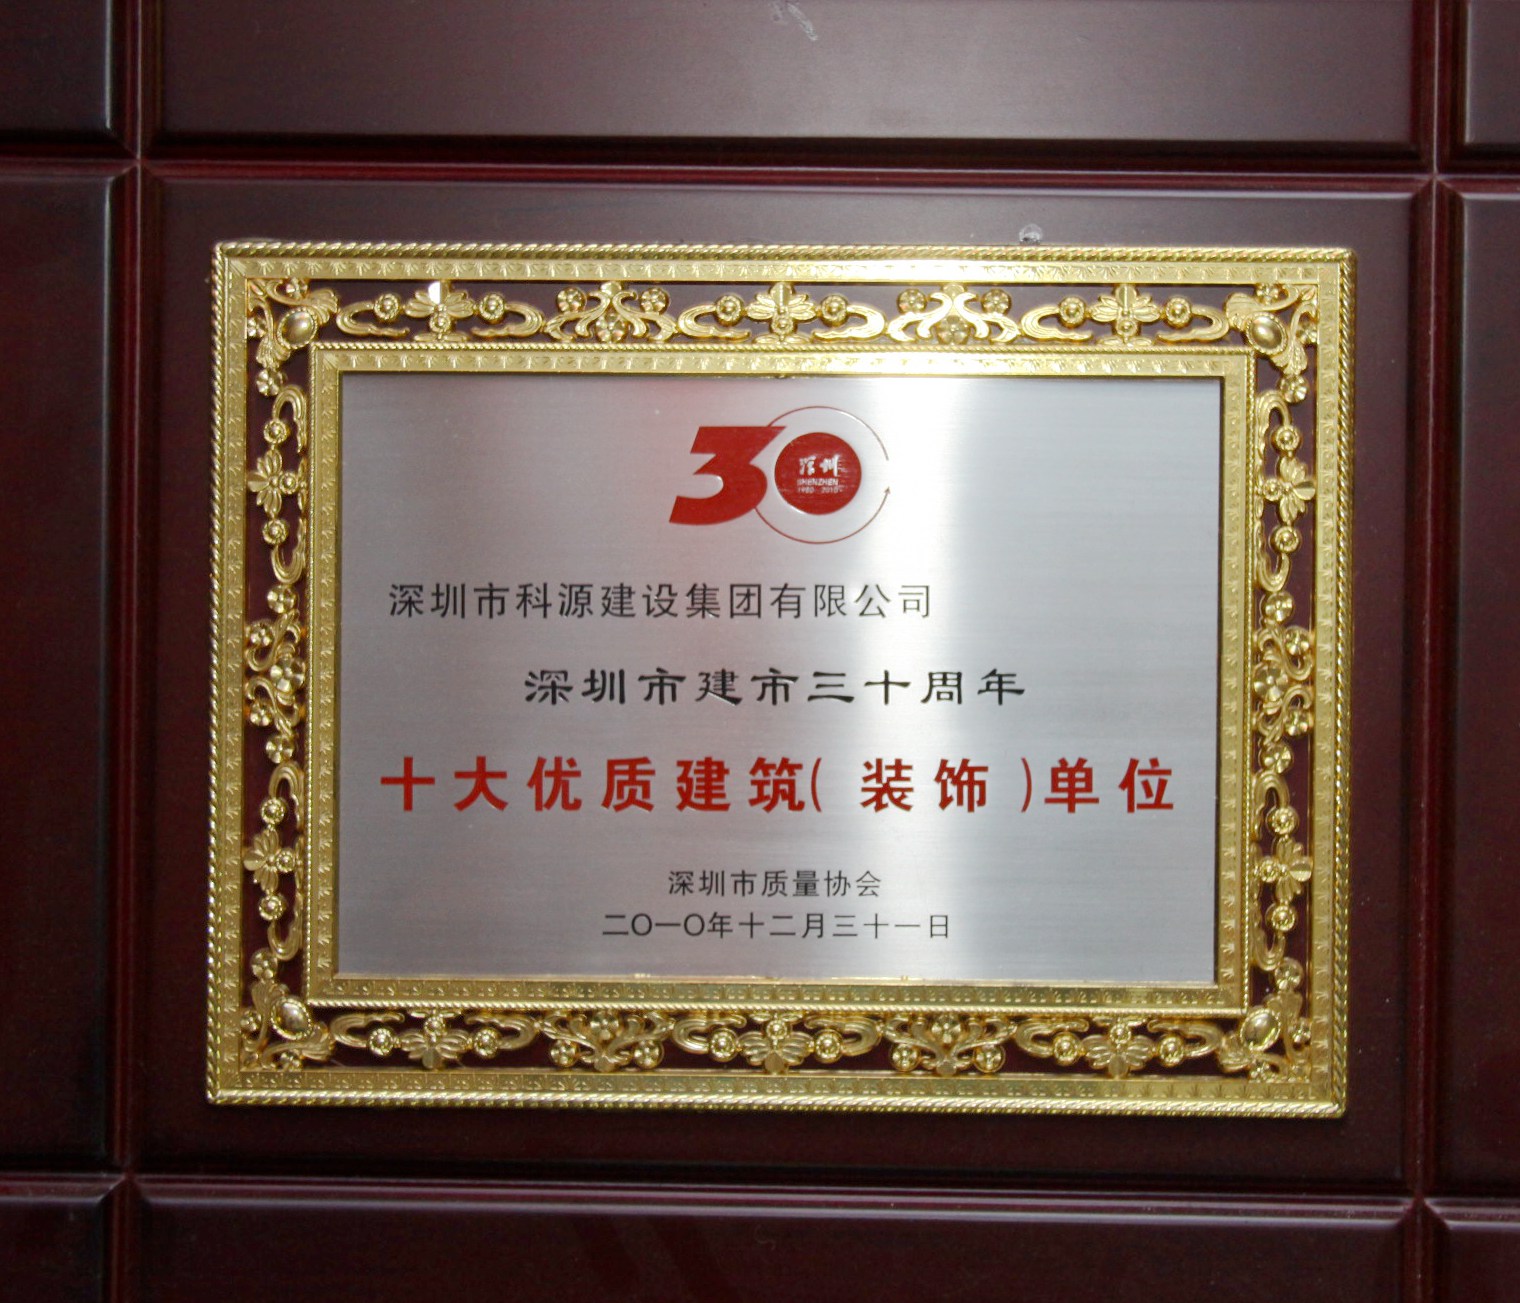 30
深圳
SHENZHEN
1980 2010
深圳市科源建设集团有限公司
深圳市建市三十周年
十大优质建筑(装饰)单位
深圳市质量协会
二〇一〇年十二月三十一日